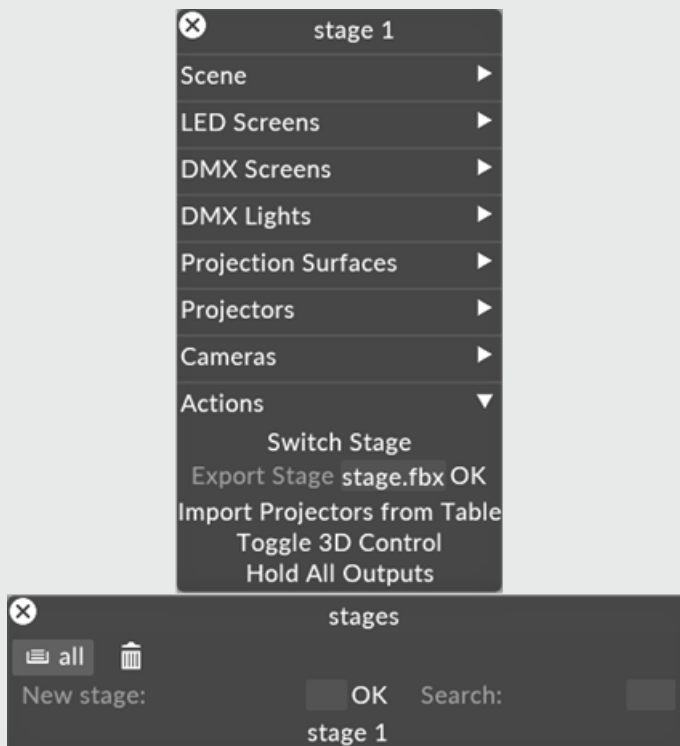 stage 1
Scene
LED Screens
DMX Screens
DMX Lights
Projection Surfaces
Projectors
Cameras
Actions
Switch Stage
Export Stage stage.fbx OK
Import Projectors from Table
Toggle 3D Control
Hold All Outputs
stages
all
New stage: OK Search:
stage 1